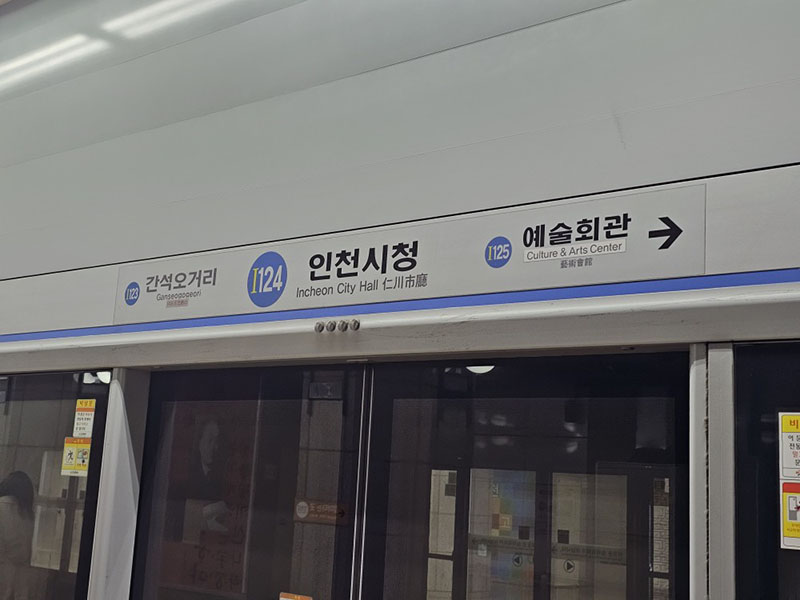 I123
간석오거리
Ganseogogeori
I124
인천시청
Incheon City Hall 仁川市廳
I125
예술회관
Culture & Arts Center
藝術會館